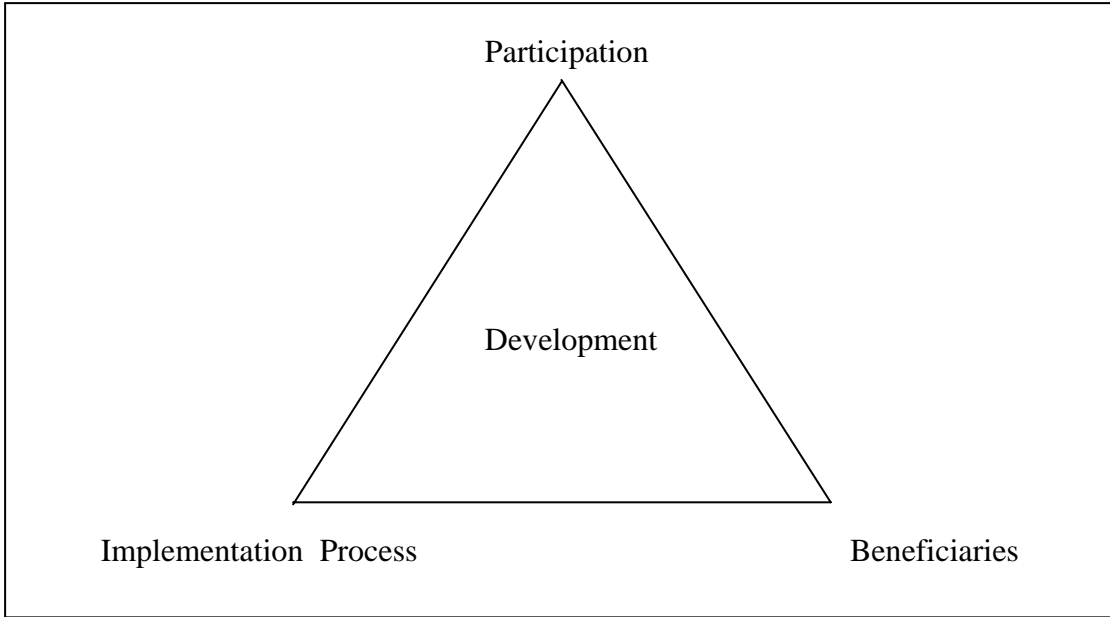 Participation
Development
Implementation Process
Beneficiaries